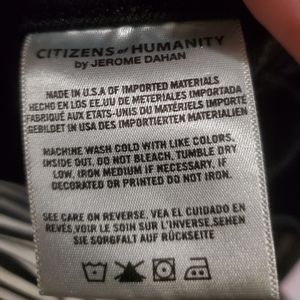 CITIZENS of HUMANITY
by JEROME DAHAN
MADE IN U.S.A OF IMPORTED MATERIALS
HECHO EN LOS EE.UU DE METERIALES IMPORTADA
FABRIQUÉ AUX ETATS-UNIS DU MATÉRIELS IMPORTÉS
GEBILDET IN USA DES IMPORTIERTEN MATERIALIEN
MACHINE WASH COLD WITH LIKE COLORS,
INSIDE OUT, DO NOT BLEACH, TUMBLE DRY
LOW, IRON MEDIUM IF NECESSARY, IF
DECORATED OR PRINTED DO NOT IRON.
SEE CARE ON REVERSE, VEA EL CUIDADO EN
REVÉS, VOIR LE SOIN SUR L'INVERSE, SEHEN
SIE SORGFALT AUF RÜCKSEITE